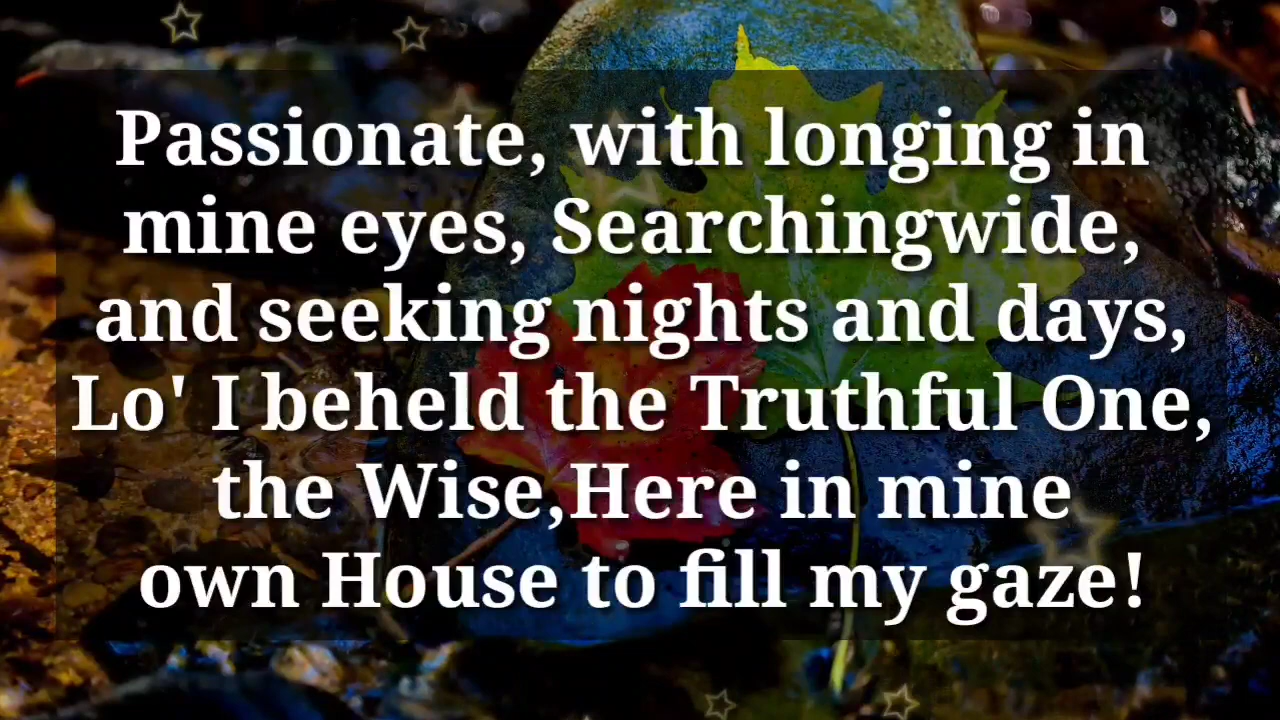 Passionate, with longing in
mine eyes, Searchingwide,
and seeking nights and days,
Lo' I beheld the Truthful One,
the Wise,Here in mine
own House to fill my gaze!